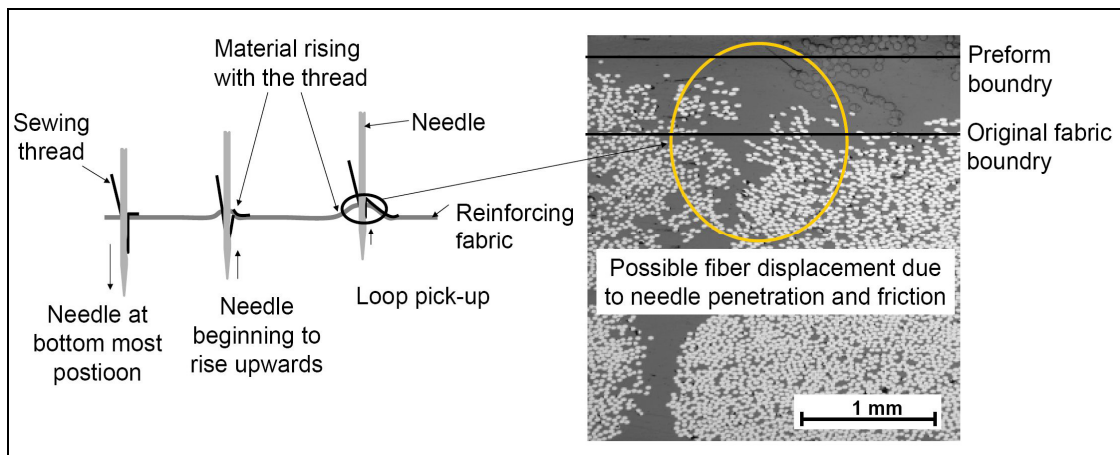 Material rising
with the thread
Sewing
thread
Needle
Reinforcing
fabric
Needle at
bottom most
postioon
Needle
beginning to
rise upwards
Loop pick-up
Preform
boundry
Original fabric
boundry
Possible fiber displacement due
to needle penetration and friction
1 mm